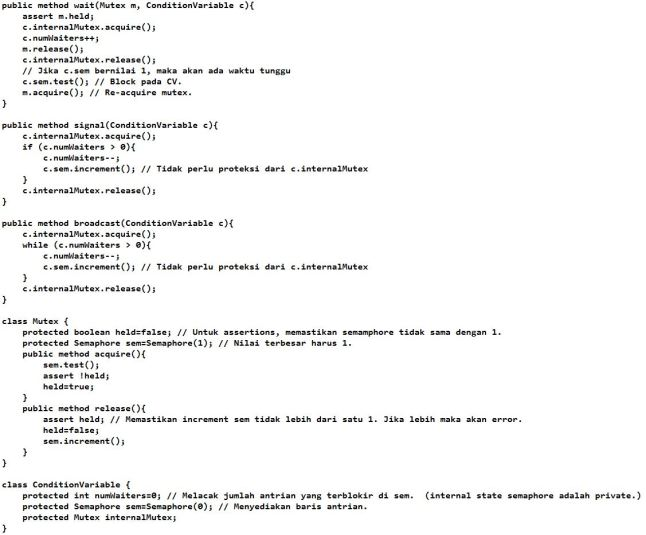 public method wait(Mutex m, ConditionVariable c){
    assert m.held;
    c.internalMutex.acquire();
    c.numWaiters++;
    m.release();
    c.internalMutex.release();
    // Jika c.sem bernilai 1, maka akan ada waktu tunggu
    c.sem.test(); // Block pada CV.
    m.acquire(); // Re-acquire mutex.
}
public method signal(ConditionVariable c){
    c.internalMutex.acquire();
    if (c.numWaiters > 0){
        c.numWaiters--;
        c.sem.increment(); // Tidak perlu proteksi dari c.internalMutex
    }
    c.internalMutex.release();
}
public method broadcast(ConditionVariable c){
    c.internalMutex.acquire();
    while (c.numWaiters > 0){
        c.numWaiters--;
        c.sem.increment(); // Tidak perlu proteksi dari c.internalMutex
    }
    c.internalMutex.release();
}
class Mutex {
    protected boolean held=false; // Untuk assertions, memastikan semamphore tidak sama dengan 1.
    protected Semaphore sem=Semaphore(1); // Nilai terbesar harus 1.
    public method acquire(){
        sem.test();
        assert !held;
        held=true;
    }
    public method release(){
        assert held; // Memastikan increment sem tidak lebih dari satu 1. Jika lebih maka akan error.
        held=false;
        sem.increment();
    }
}
class ConditionVariable {
    protected int numWaiters=0; // Melacak jumlah antrian yang terblokir di sem.  (internal state semaphore adalah private.)
    protected Semaphore sem=Semaphore(0); // Menyediakan baris antrian.
    protected Mutex internalMutex;
}